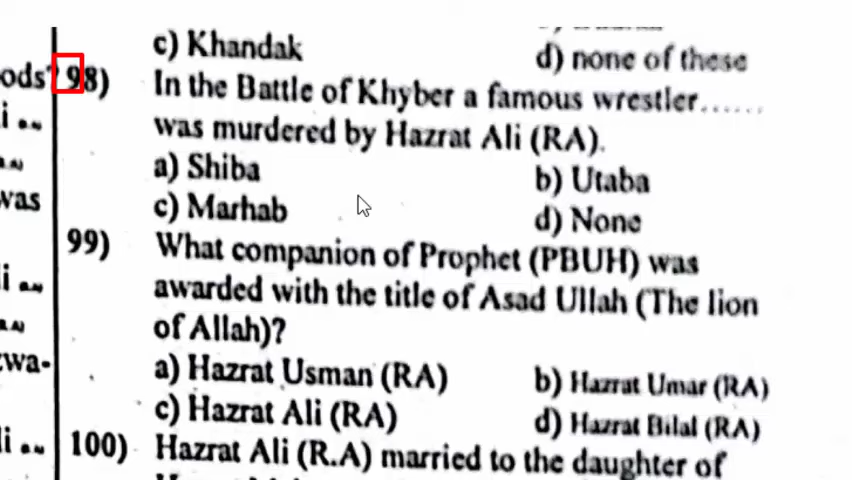 c) Khandak
d) none of these
ods?
98)
In the Battle of Khyber a famous wrestler......
was murdered by Hazrat Ali (RA).
a) Shiba
b) Utaba
was
c) Marhab
d) None
99)
What companion of Prophet (PBUH) was
awarded with the title of Asad Ullah (The lion
of Allah)?
a) Hazrat Usman (RA)
b) Hazrat Umar (RA)
c) Hazrat Ali (RA)
d) Hazrat Bilal (RA)
100)
Hazrat Ali (R.A) married to the daughter of